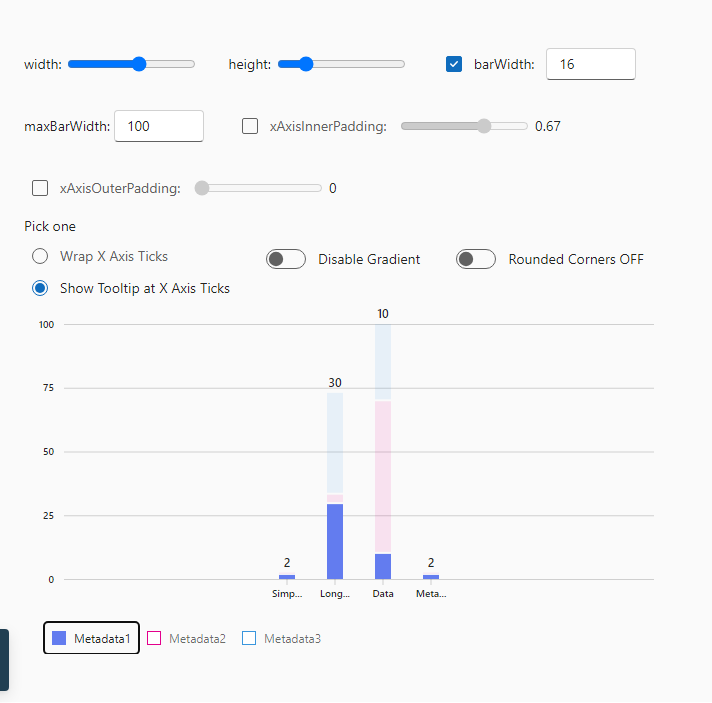 width: height: barWidth: 16
maxBarWidth: 100 xAxisInnerPadding: 0.67
xAxisOuterPadding: 0
Pick one
Wrap X Axis Ticks Disable Gradient Rounded Corners OFF
Show Tooltip at X Axis Ticks
10
100
30
75
50
25
2 2
0
Simp... Long... Data Meta...
Metadata1 Metadata2 Metadata3